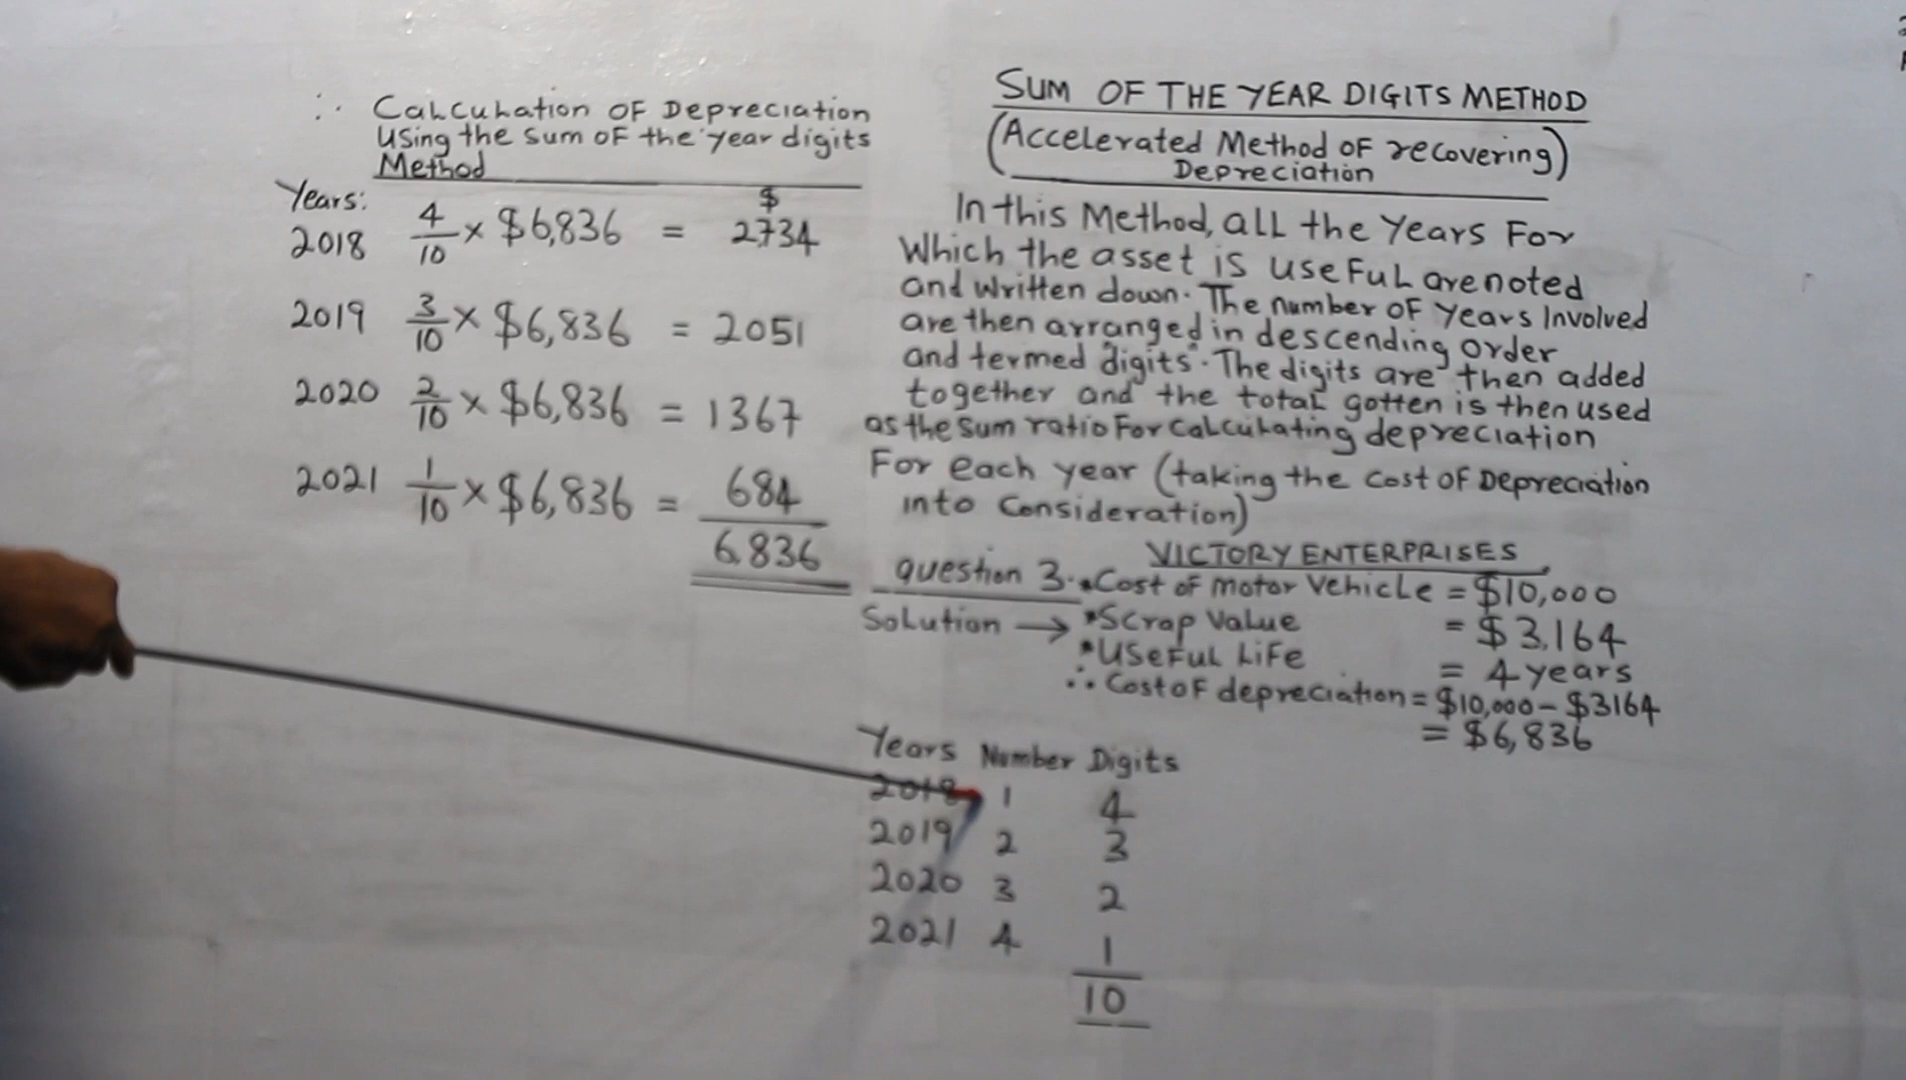 ∴ Calculation OF Depreciation
Using the sum OF the year digits
Method
Years: $
2018 4/10 × $6,836 = 2,734
2019 3/10 × $6,836 = 2051
2020 2/10 × $6,836 = 1367
2021 1/10 × $6,836 = 684
6,836
SUM OF THE YEAR DIGITS METHOD
(Accelerated Method OF recovering)
Depreciation
In this Method, all the Years For
Which the asset is useFul are noted
and written down. The number OF years Involved
are then arranged in descending order
and termed "digits". The digits are then added
together and the total gotten is then used
as the sum ratio For calculating depreciation
For each year (taking the cost OF Depreciation
into Consideration)
VICTORY ENTERPRISES
question 3. • Cost of motor vehicle = $10,000
Solution → • Scrap Value = $3,164
• USeFul LiFe = 4 years
∴ Cost oF depreciation = $10,000 - $3164
= $6,836
Years Number Digits
2018 1 4
2019 2 3
2020 3 2
2021 4 1
10